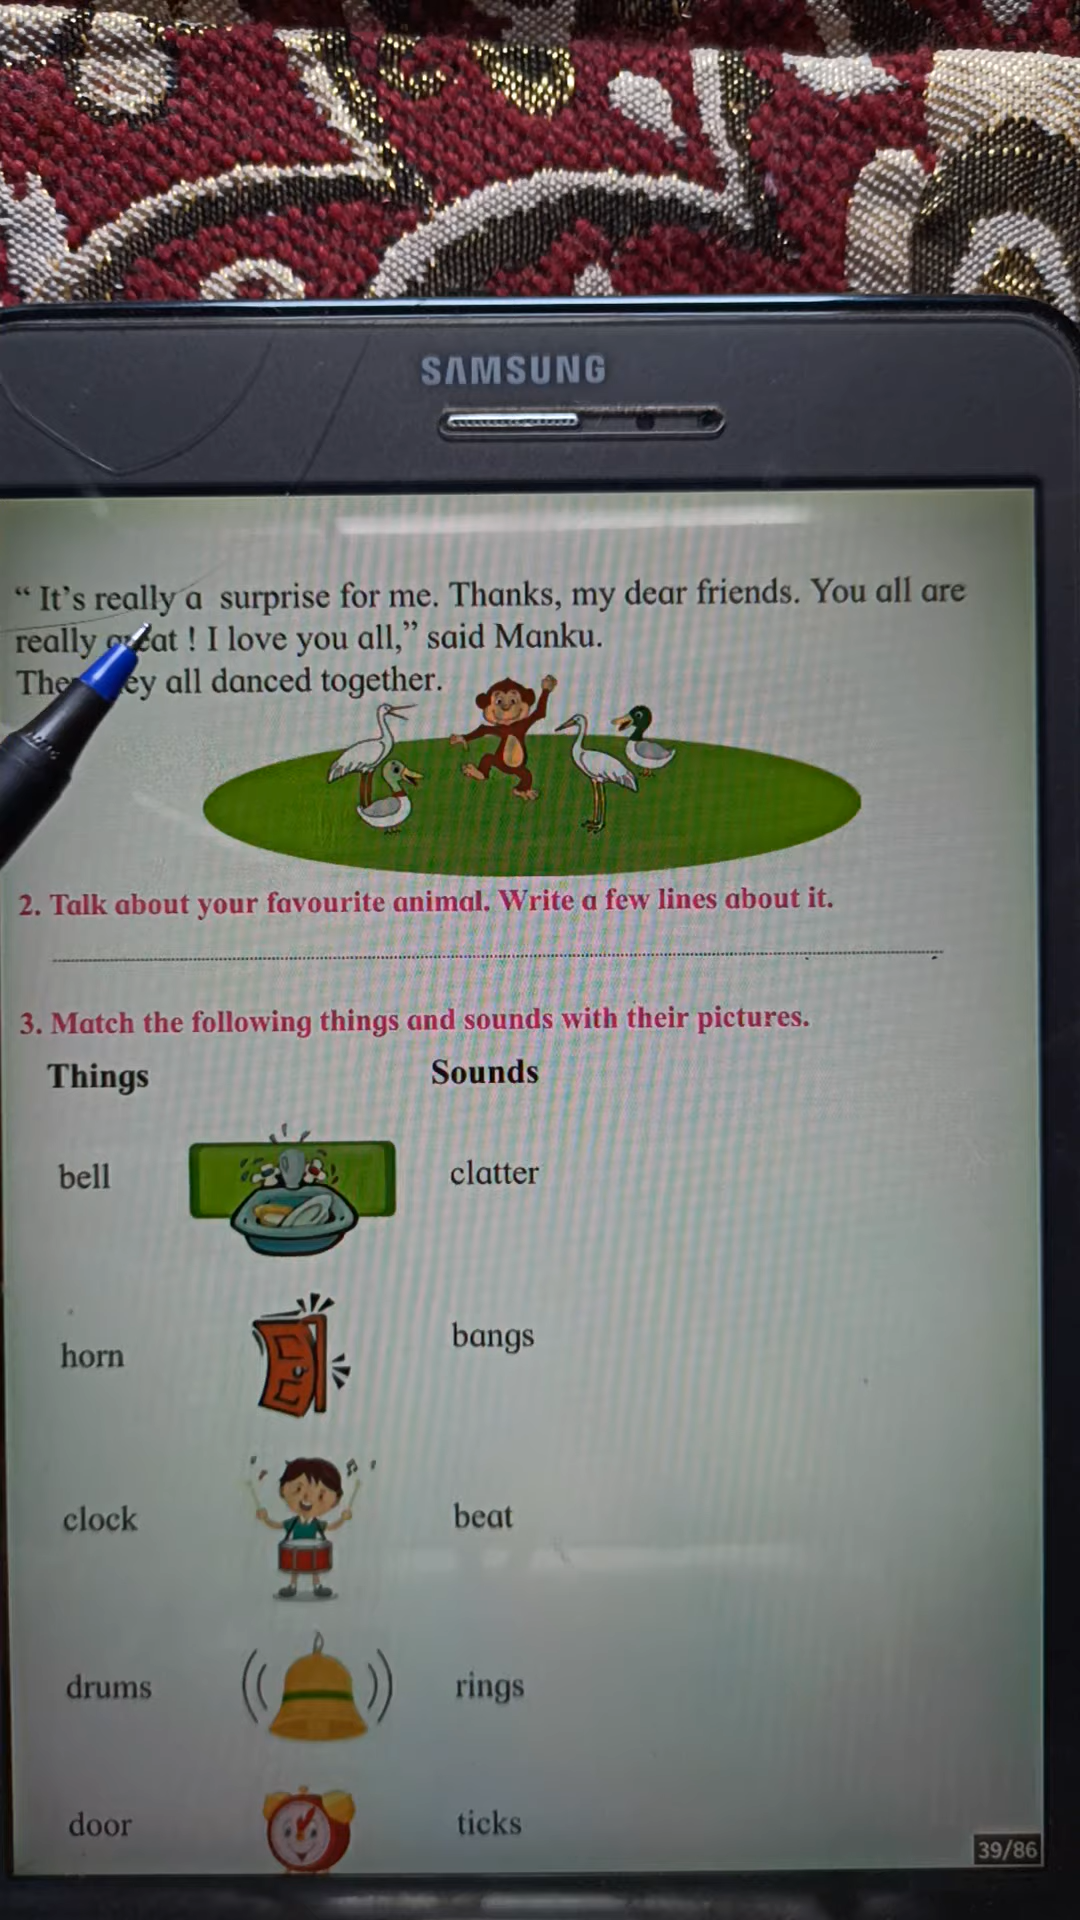 SAMSUNG
“ It’s really a surprise for me. Thanks, my dear friends. You all are
really great ! I love you all,” said Manku.
all danced together.
2. Talk about your favourite animal. Write a few lines about it.
3. Match the following things and sounds with their pictures.
Things Sounds
bell clatter
horn bangs
clock beat
drums rings
door ticks
39/86